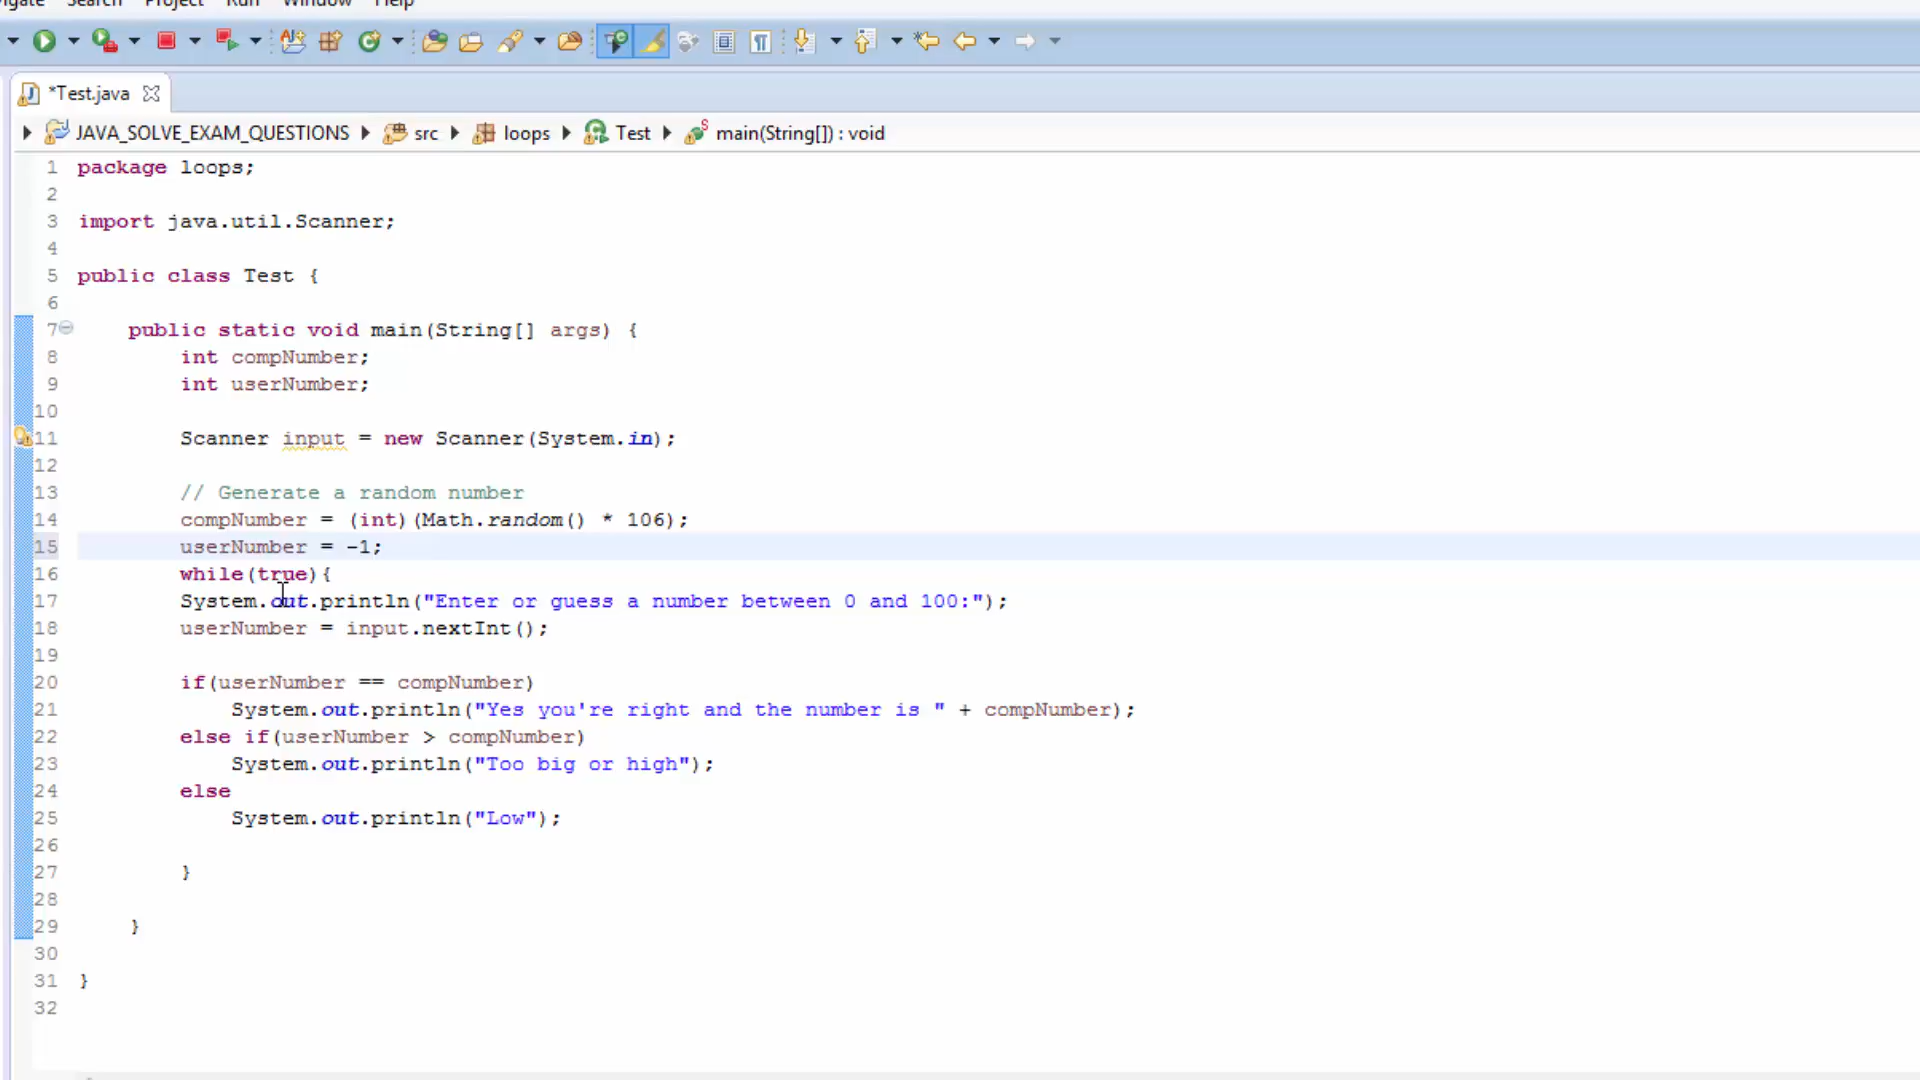 Search Project Run Window Help
*Test.java
JAVA_SOLVE_EXAM_QUESTIONS src loops Test main(String[]) : void
1 package loops;
2
3 import java.util.Scanner;
4
5 public class Test {
6
7 public static void main(String[] args) {
8 int compNumber;
9 int userNumber;
10
11 Scanner input = new Scanner(System.in);
12
13 // Generate a random number
14 compNumber = (int)(Math.random() * 106);
15 userNumber = -1;
16 while(true){
17 System.out.println("Enter or guess a number between 0 and 100:");
18 userNumber = input.nextInt();
19
20 if(userNumber == compNumber)
21 System.out.println("Yes you're right and the number is " + compNumber);
22 else if(userNumber > compNumber)
23 System.out.println("Too big or high");
24 else
25 System.out.println("Low");
26
27 }
28
29 }
30
31 }
32